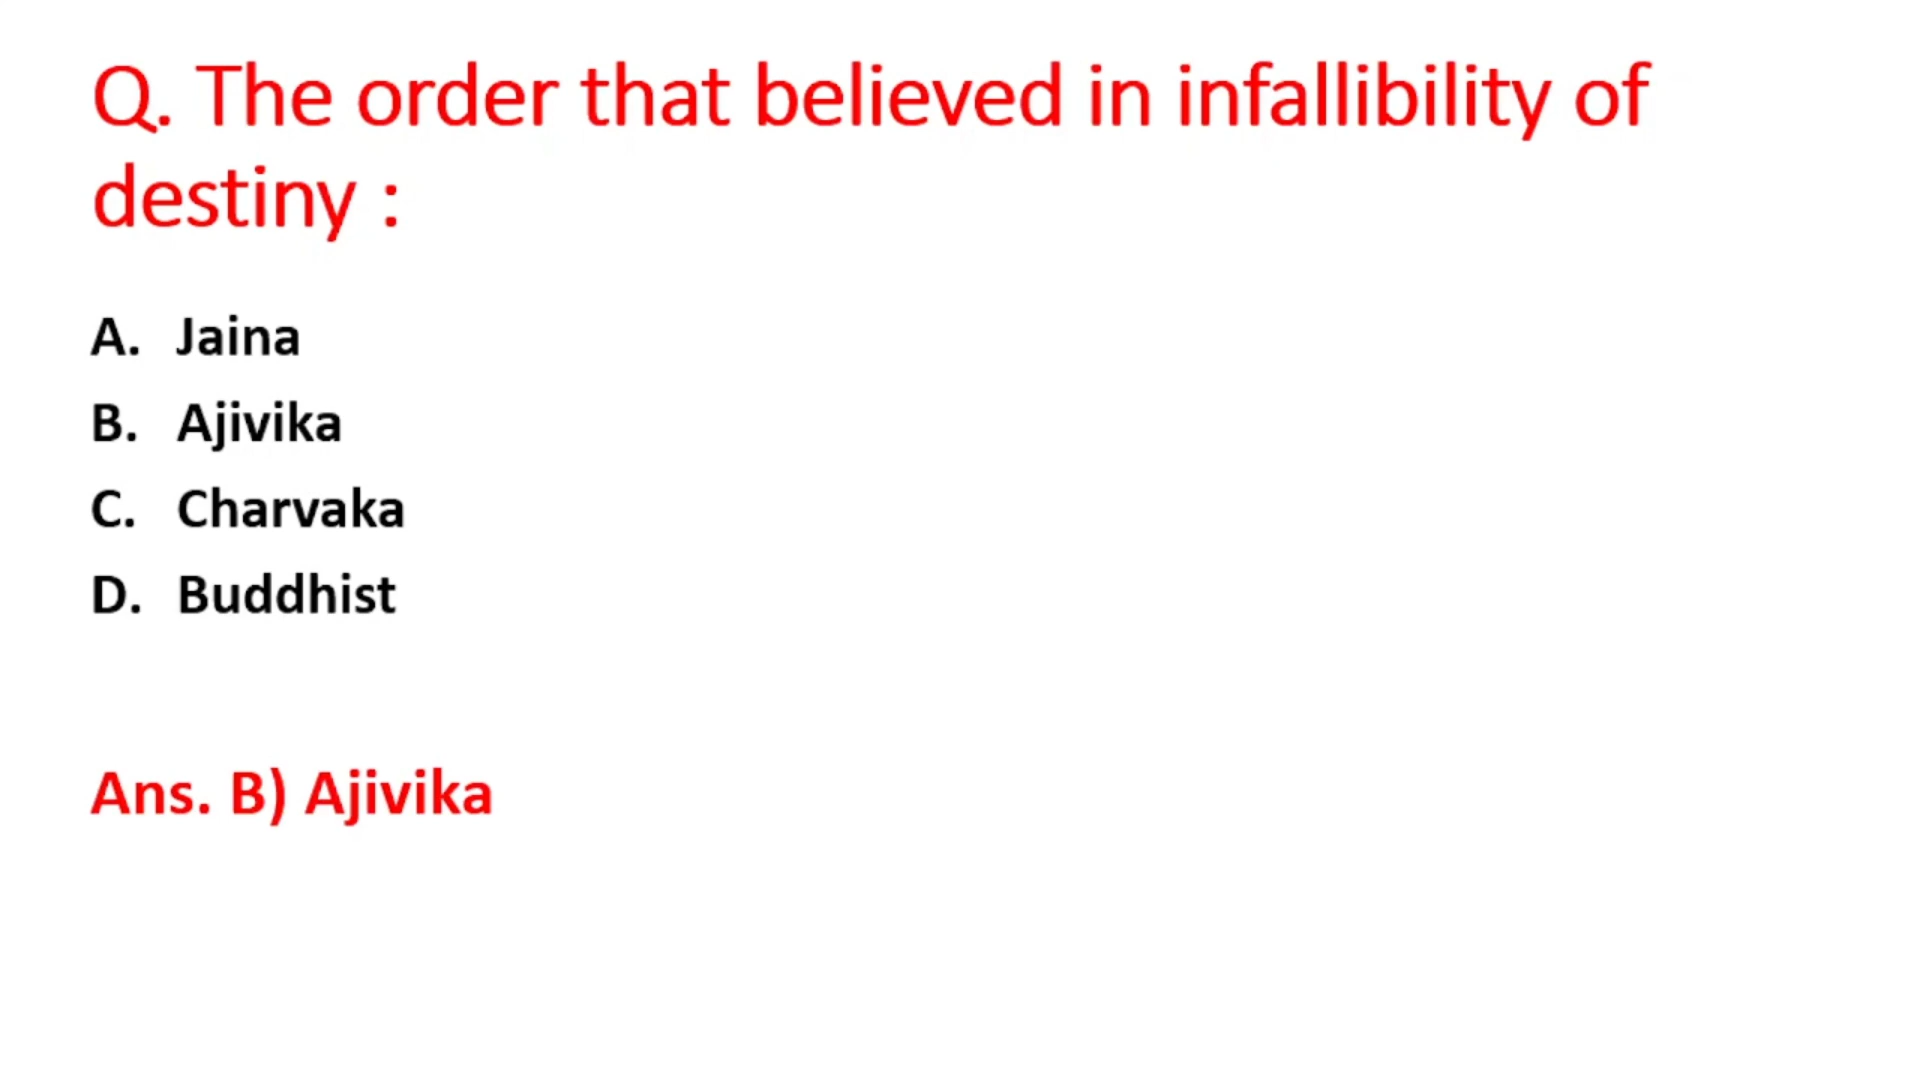 Q. The order that believed in infallibility of
destiny :
A. Jaina
B. Ajivika
C. Charvaka
D. Buddhist
Ans. B) Ajivika